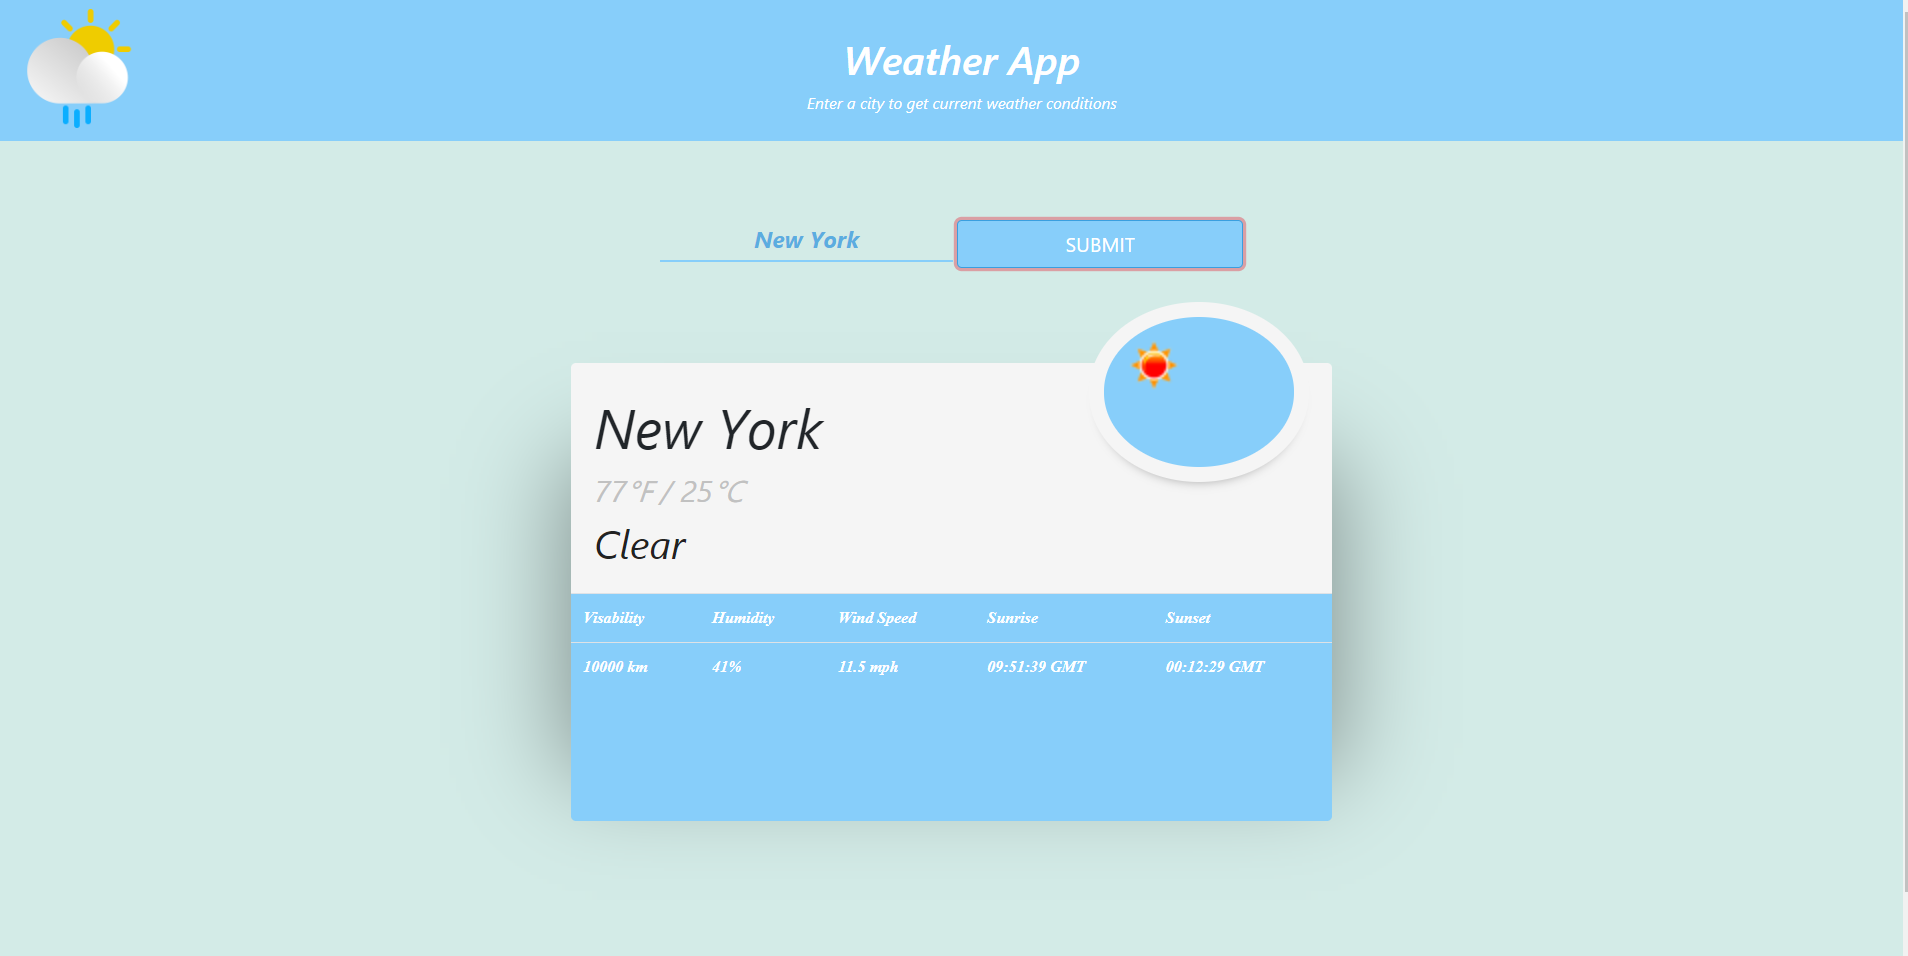 Weather App
Enter a city to get current weather conditions
New York SUBMIT
New York
77°F / 25°C
Clear
Visability Humidity Wind Speed Sunrise Sunset
10000 km 41% 11.5 mph 09:51:39 GMT 00:12:29 GMT